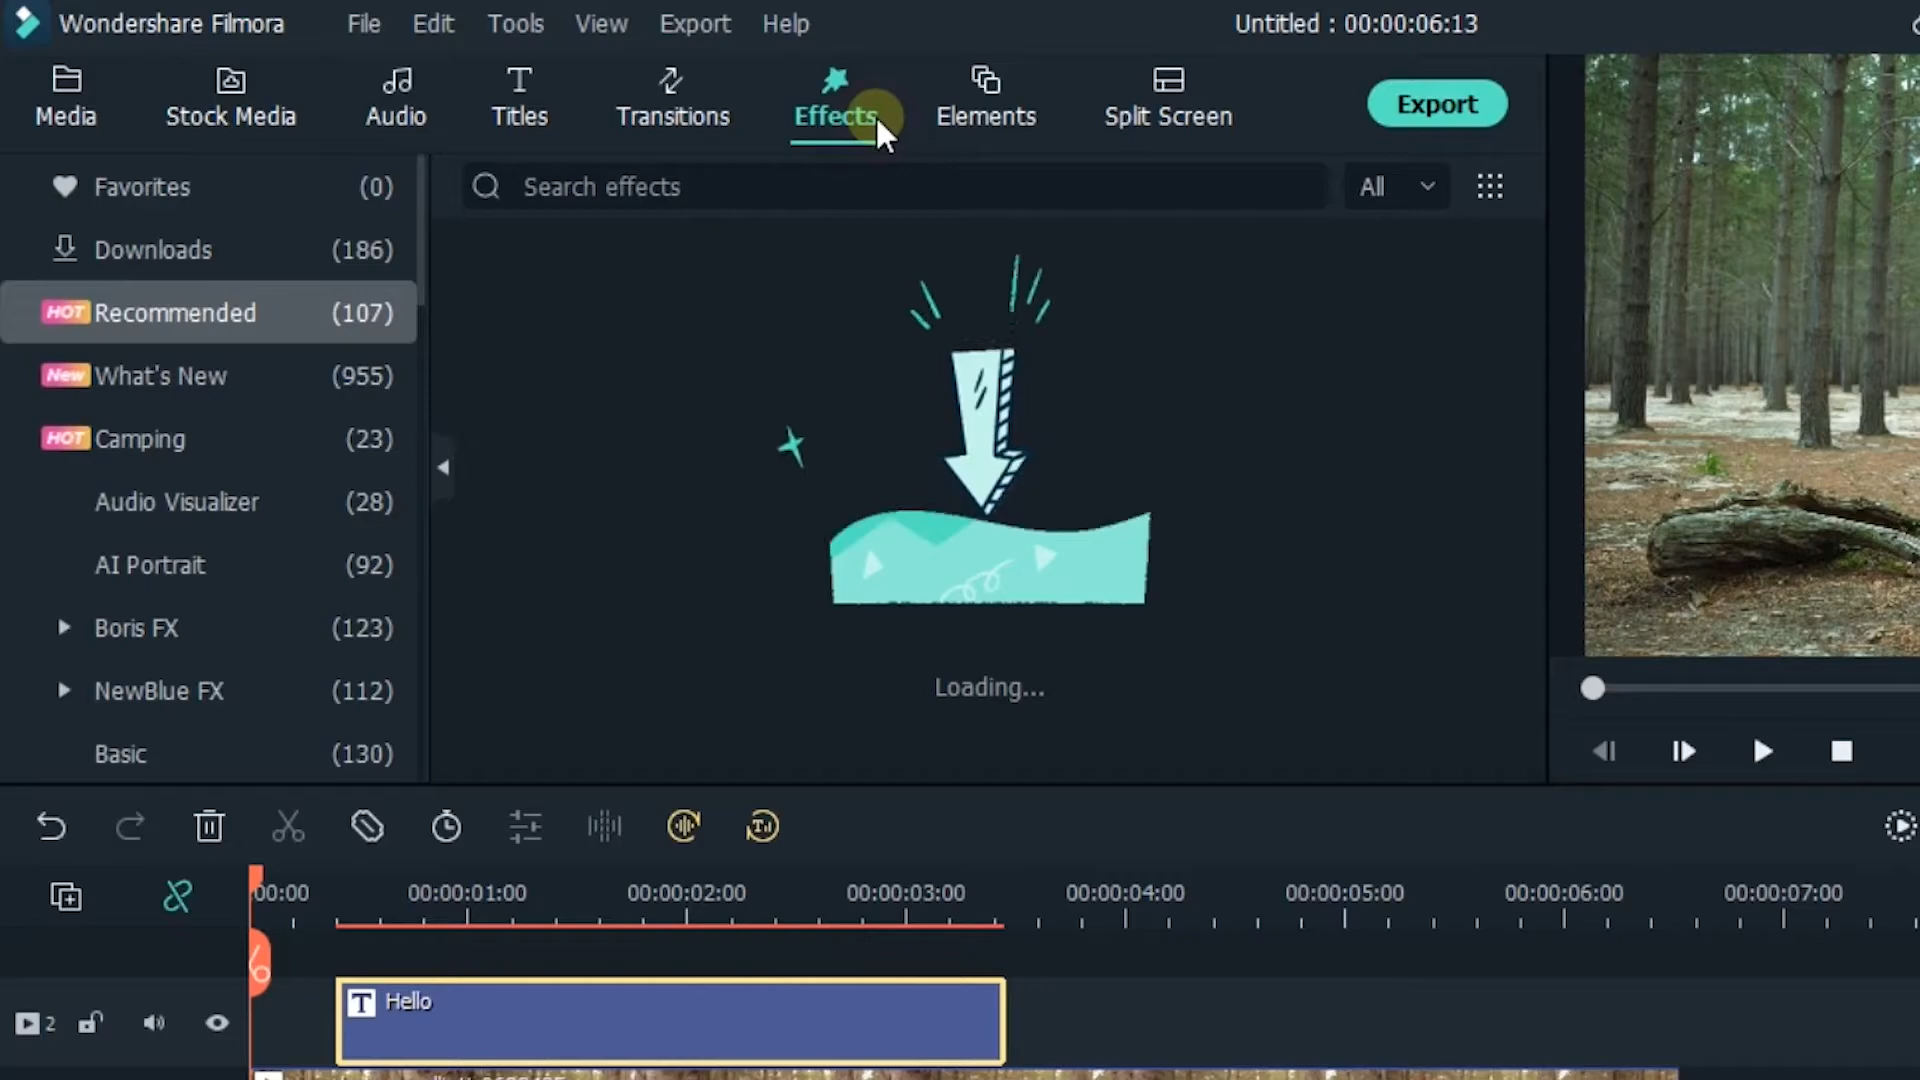 Wondershare Filmora File Edit Tools View Export Help Untitled : 00:00:06:13
Media Stock Media Audio Titles Transitions Effects Elements Split Screen Export
Favorites (0)
Search effects All
Downloads (186)
HOT Recommended (107)
New What's New (955)
HOT Camping (23)
Audio Visualizer (28)
AI Portrait (92)
Boris FX (123)
NewBlue FX (112)
Loading...
Basic (130)
:00:00 00:00:01:00 00:00:02:00 00:00:03:00 00:00:04:00 00:00:05:00 00:00:06:00 00:00:07:00
T Hello
2